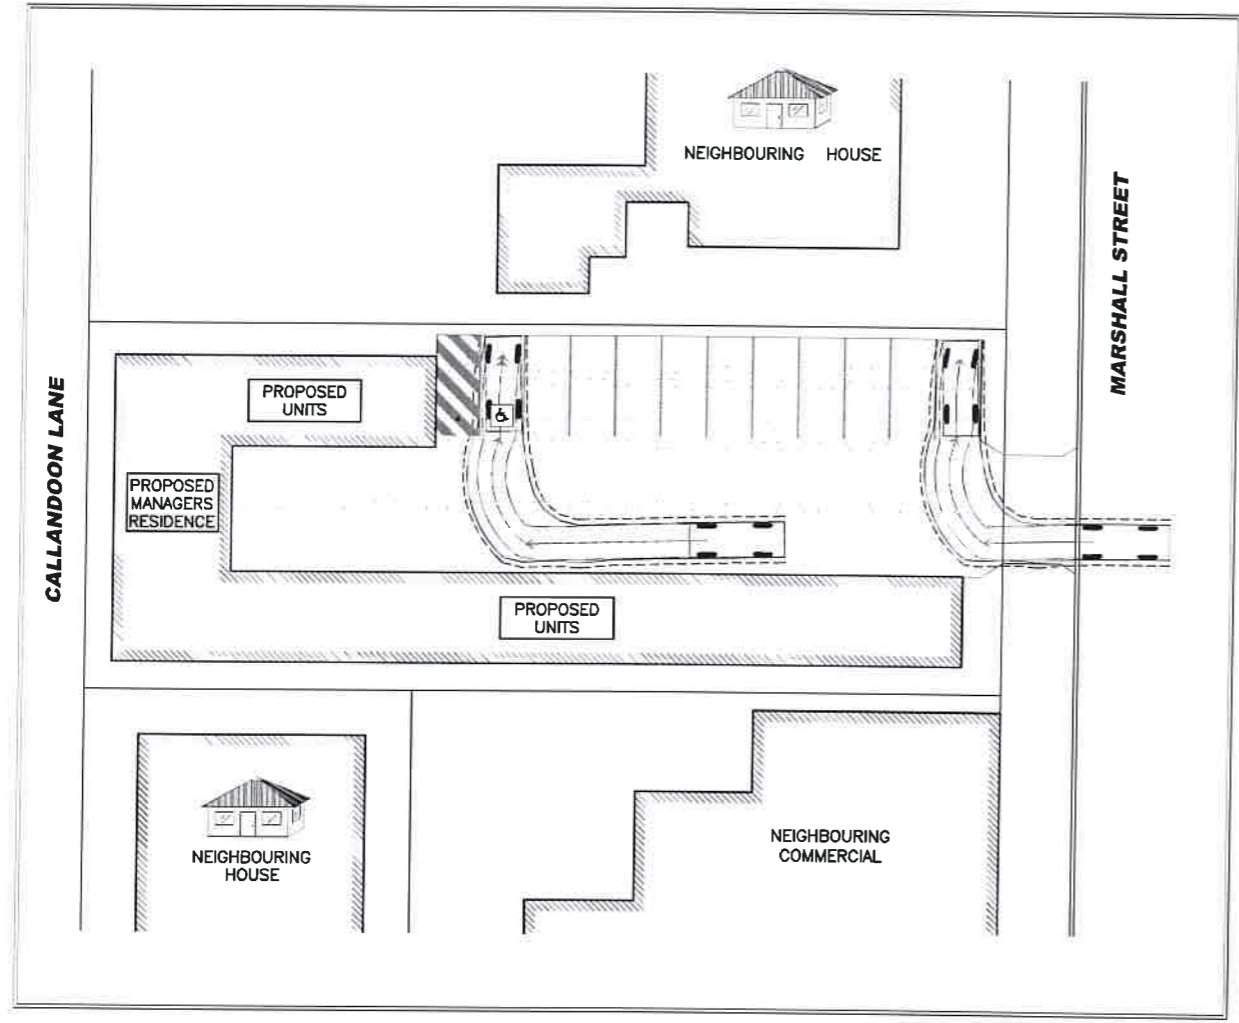 NEIGHBOURING HOUSE
MARSHALL STREET
CALLANDOON LANE
PROPOSED
UNITS
PROPOSED
MANAGERS
RESIDENCE
PROPOSED
UNITS
NEIGHBOURING
HOUSE
NEIGHBOURING
COMMERCIAL